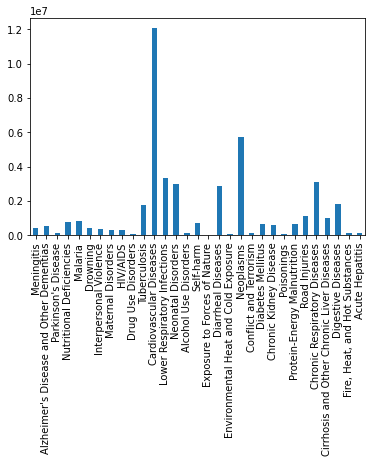 1e7
1.2
1.0
0.8
0.6
0.4
0.2
0.0
Meningitis
Alzheimer's Disease and Other Dementias
Parkinson's Disease
Nutritional Deficiencies
Malaria
Drowning
Interpersonal Violence
Maternal Disorders
HIV/AIDS
Drug Use Disorders
Tuberculosis
Cardiovascular Diseases
Lower Respiratory Infections
Neonatal Disorders
Alcohol Use Disorders
Self-harm
Exposure to Forces of Nature
Diarrheal Diseases
Environmental Heat and Cold Exposure
Neoplasms
Conflict and Terrorism
Diabetes Mellitus
Chronic Kidney Disease
Poisonings
Protein-Energy Malnutrition
Road Injuries
Chronic Respiratory Diseases
Cirrhosis and Other Chronic Liver Diseases
Digestive Diseases
Fire, Heat, and Hot Substances
Acute Hepatitis